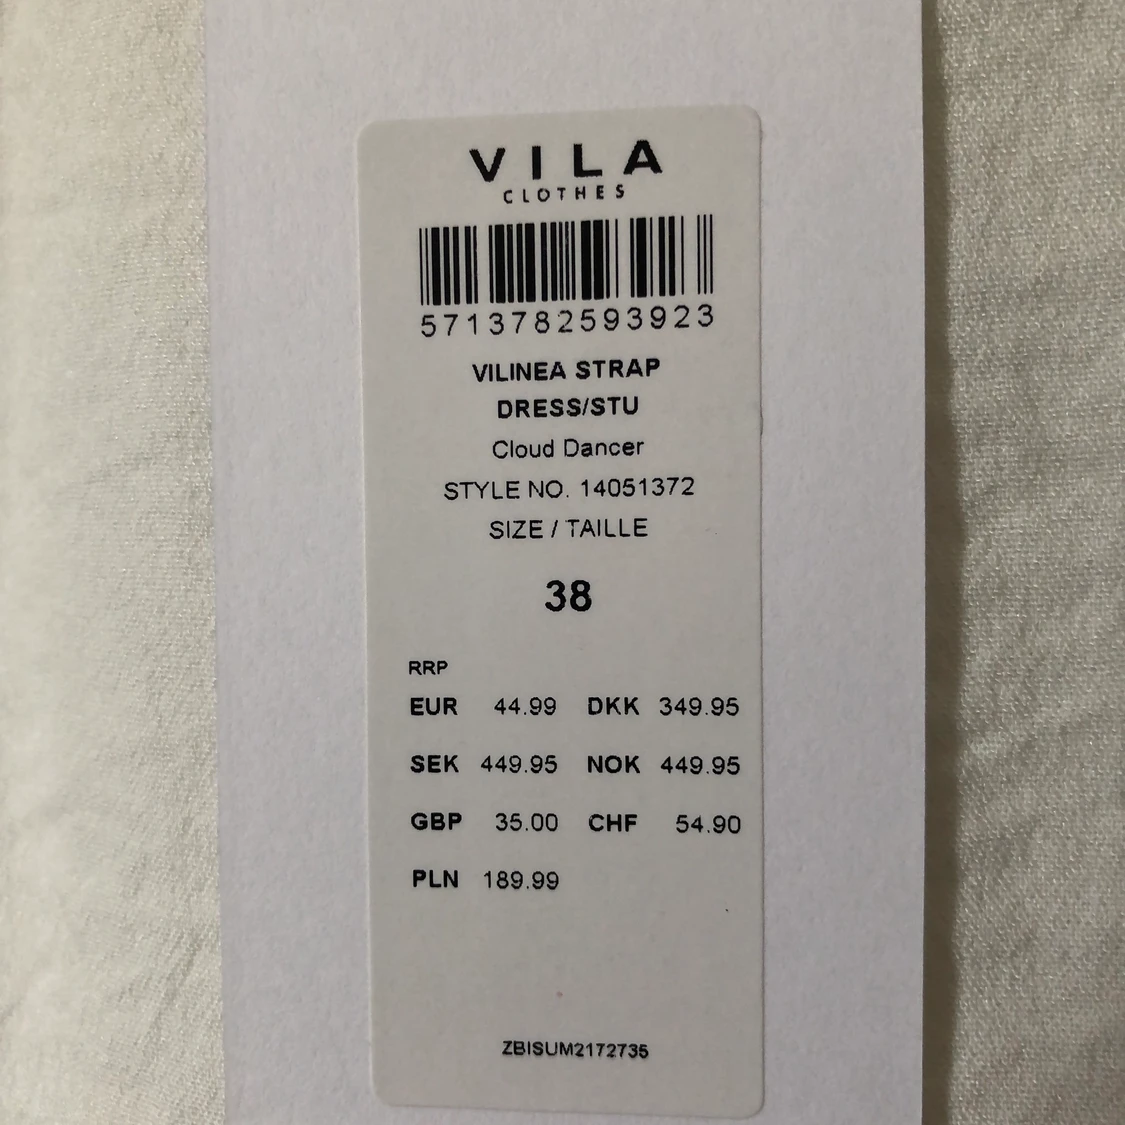 VILA
CLOTHES
5713782593923
VILINEA STRAP
DRESS/STU
Cloud Dancer
STYLE NO. 14051372
SIZE / TAILLE
38
RRP
EUR 44.99 DKK 349.95
SEK 449.95 NOK 449.95
GBP 35.00 CHF 54.90
PLN 189.99
ZBISUM2172735